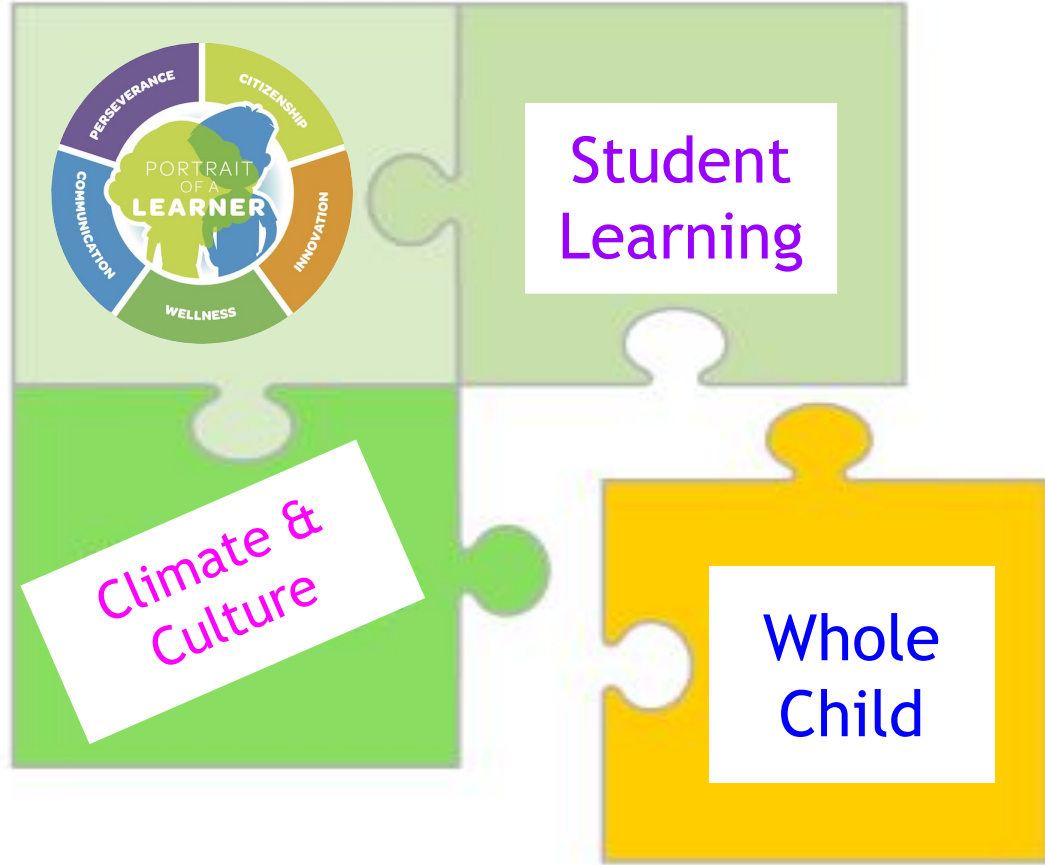 PERSEVERANCE
CITIZENSHIP
COMMUNICATION
PORTRAIT
OF A
LEARNER
INNOVATION
WELLNESS
Student
Learning
Climate &
Culture
Whole
Child